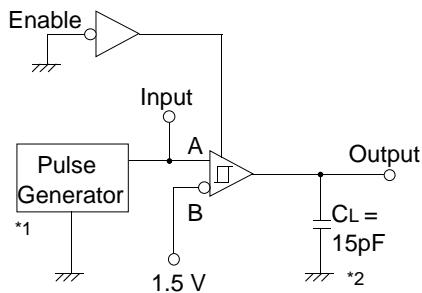 Enable
Input
A
Output
Pulse
Generator
B
CL =
15pF
*1
*2
1.5 V